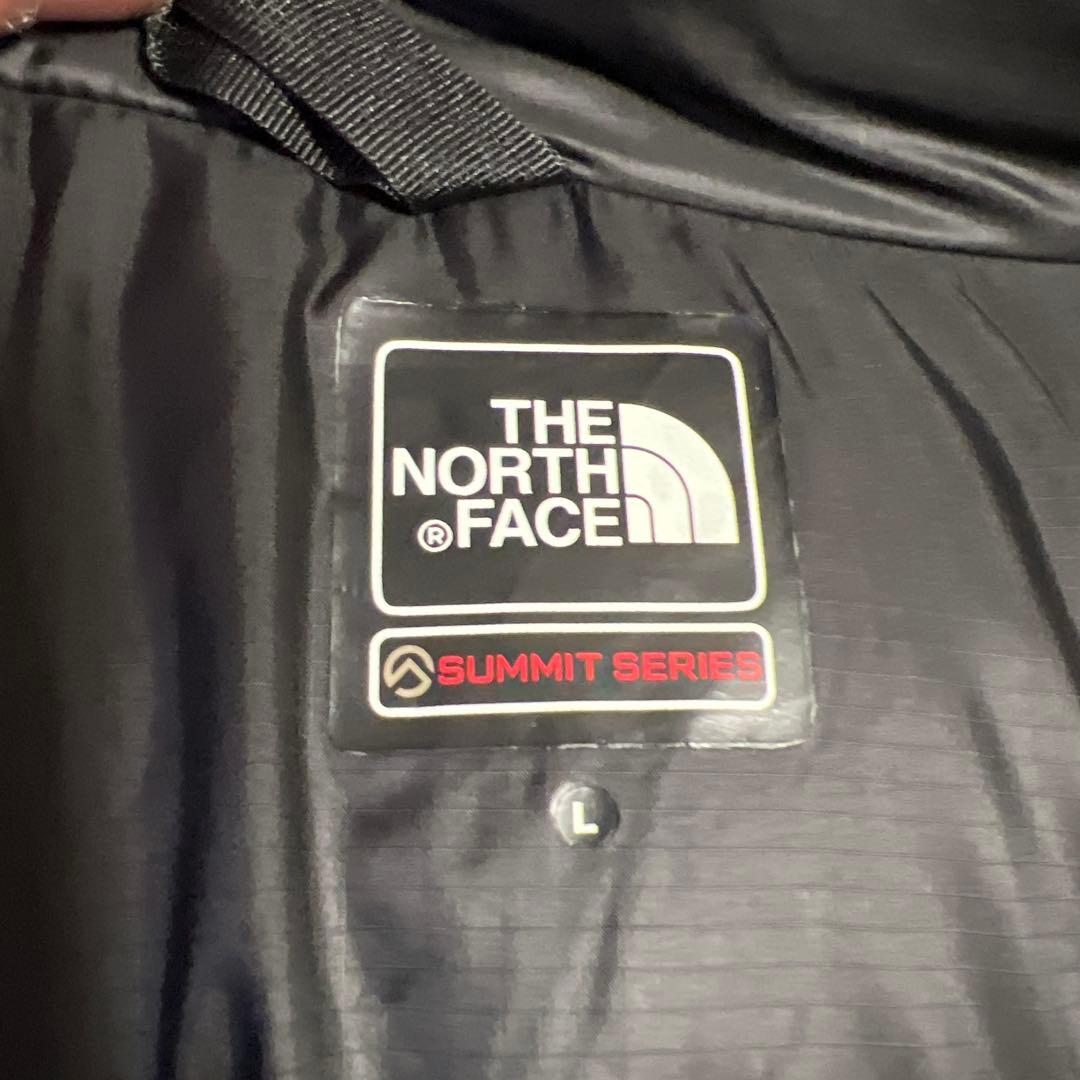 THE
NORTH
®FACE
SUMMIT SERIES
L